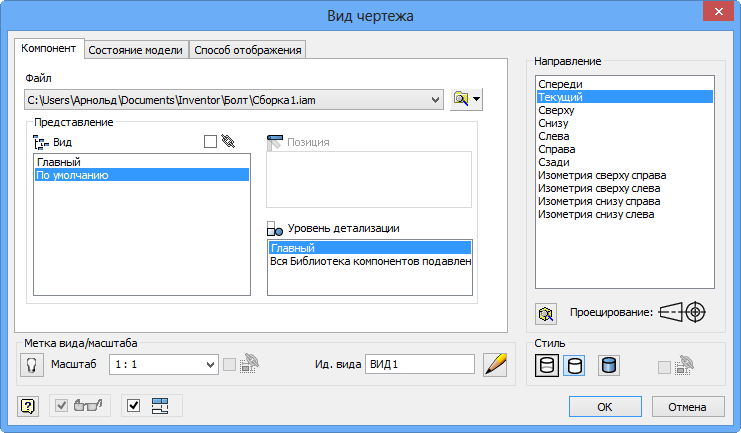 Вид чертежа
Компонент
Состояние модели
Способ отображения
Файл
C:\Users\Арнольд\Documents\Inventor\Болт\Сборка1.iam
Представление
Вид
Главный
По умолчанию
Позиция
Уровень детализации
Главный
Вся Библиотека компонентов подавлен
Направление
Спереди
Текущий
Сверху
Снизу
Слева
Справа
Сзади
Изометрия сверху справа
Изометрия сверху слева
Изометрия снизу справа
Изометрия снизу слева
Проецирование:
Метка вида/масштаба
Масштаб
1 : 1
Ид. вида
ВИД1
Стиль
ОК
Отмена